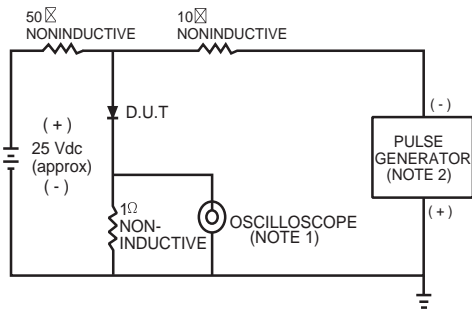 50
NONINDUCTIVE
10
NONINDUCTIVE
D.U.T
( + )
25 Vdc
(approx)
( - )
1Ω
NON-
INDUCTIVE
OSCILLOSCOPE
(NOTE 1)
( - )
PULSE
GENERATOR
(NOTE 2)
( + )